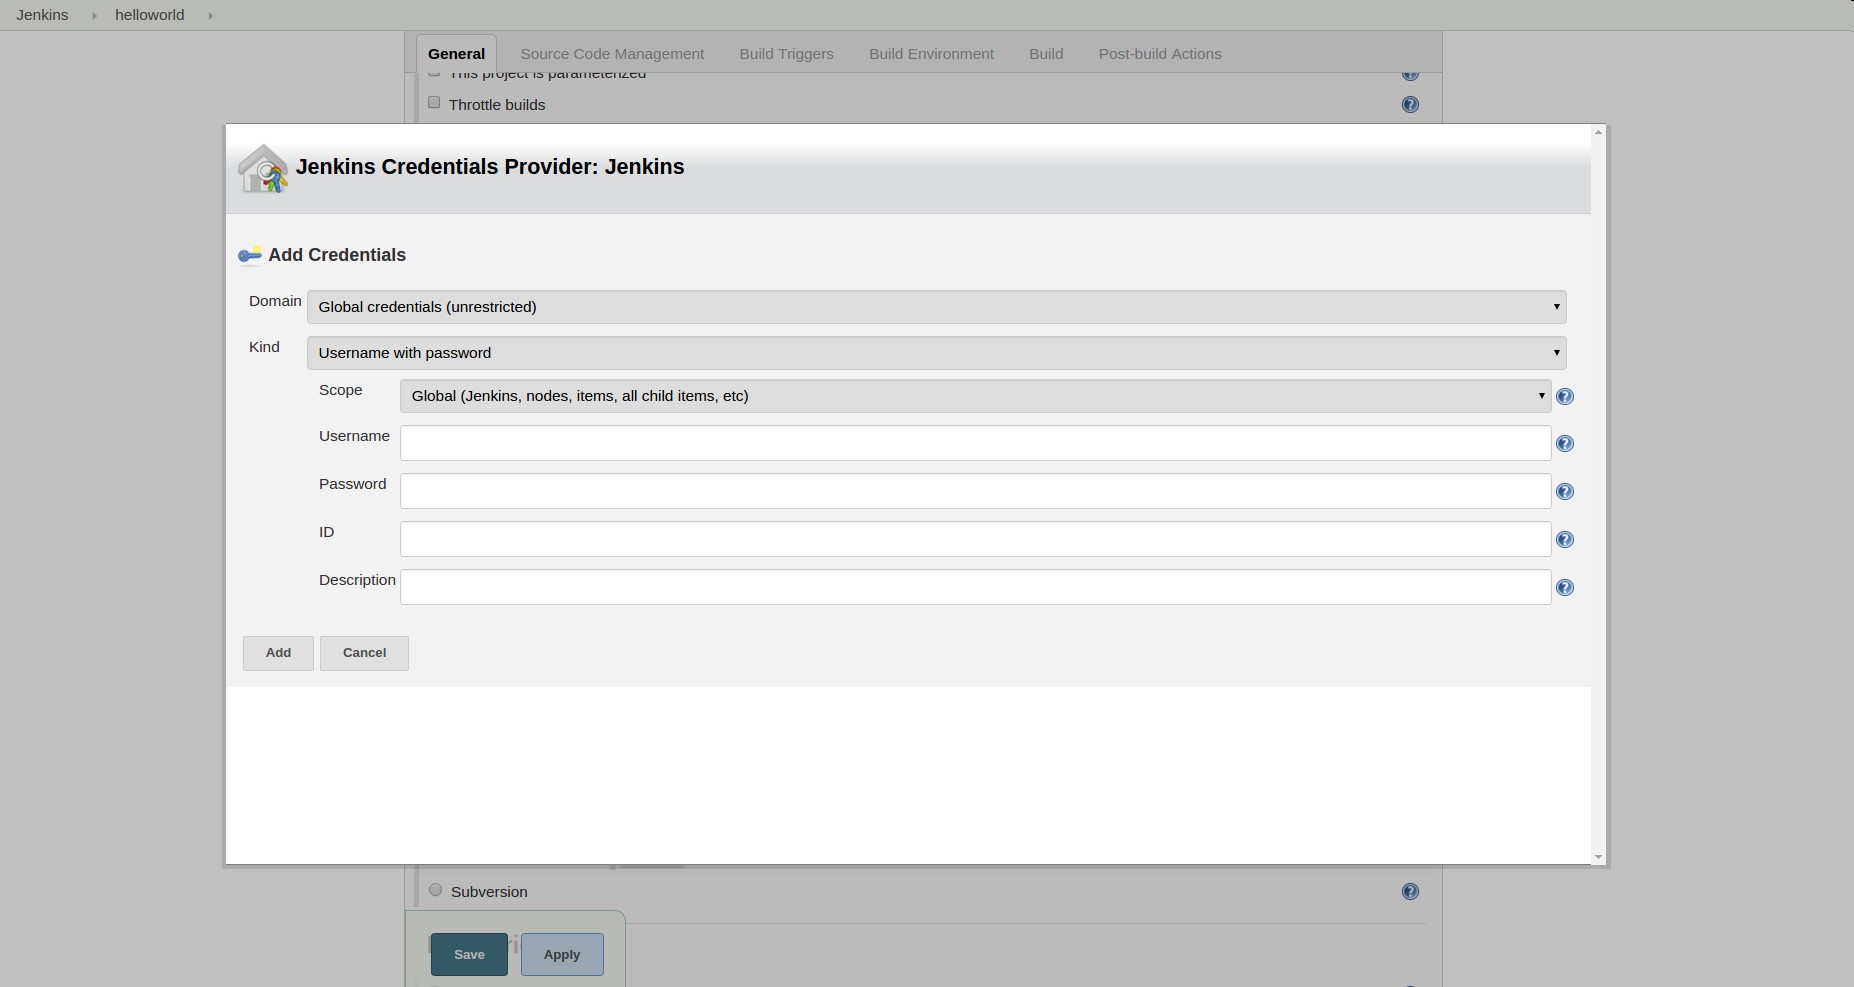 Jenkins helloworld
General Source Code Management Build Triggers Build Environment Build Post-build Actions
This project is parameterized
Throttle builds
Jenkins Credentials Provider: Jenkins
Add Credentials
Domain Global credentials (unrestricted)
Kind Username with password
Scope Global (Jenkins, nodes, items, all child items, etc)
Username
Password
ID
Description
Add Cancel
Subversion
Save Apply